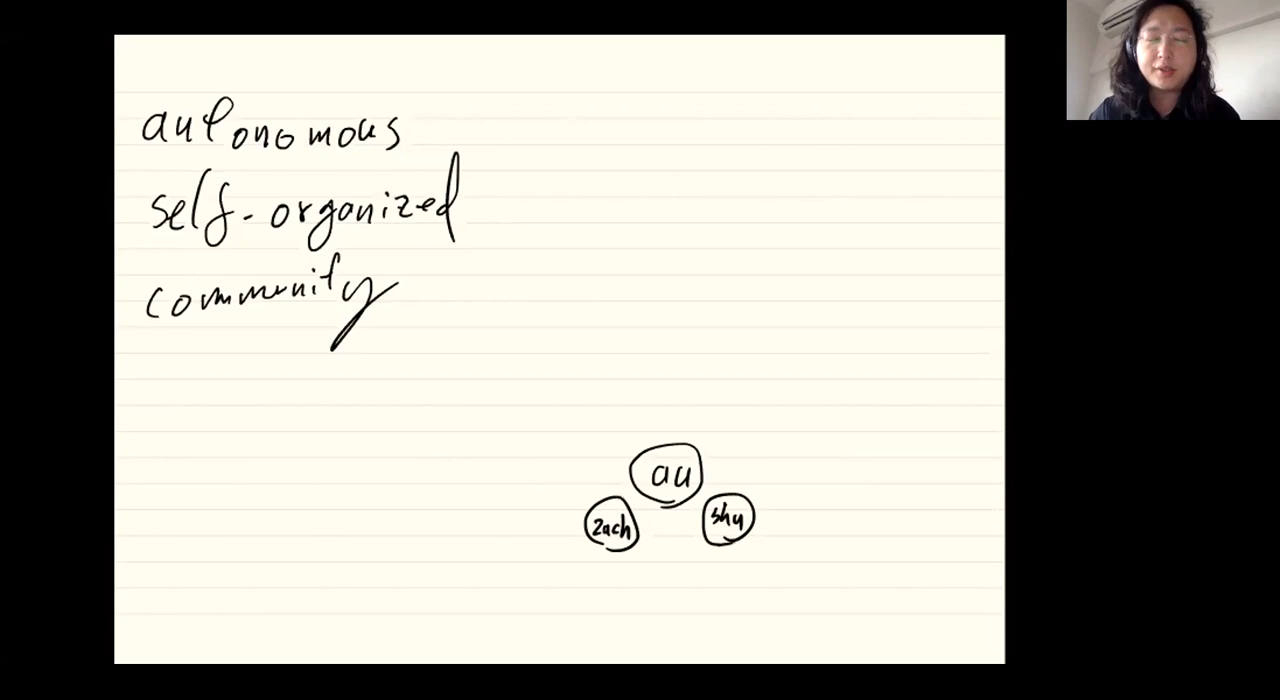 autonomous
self-organized
community
au
zach
shu